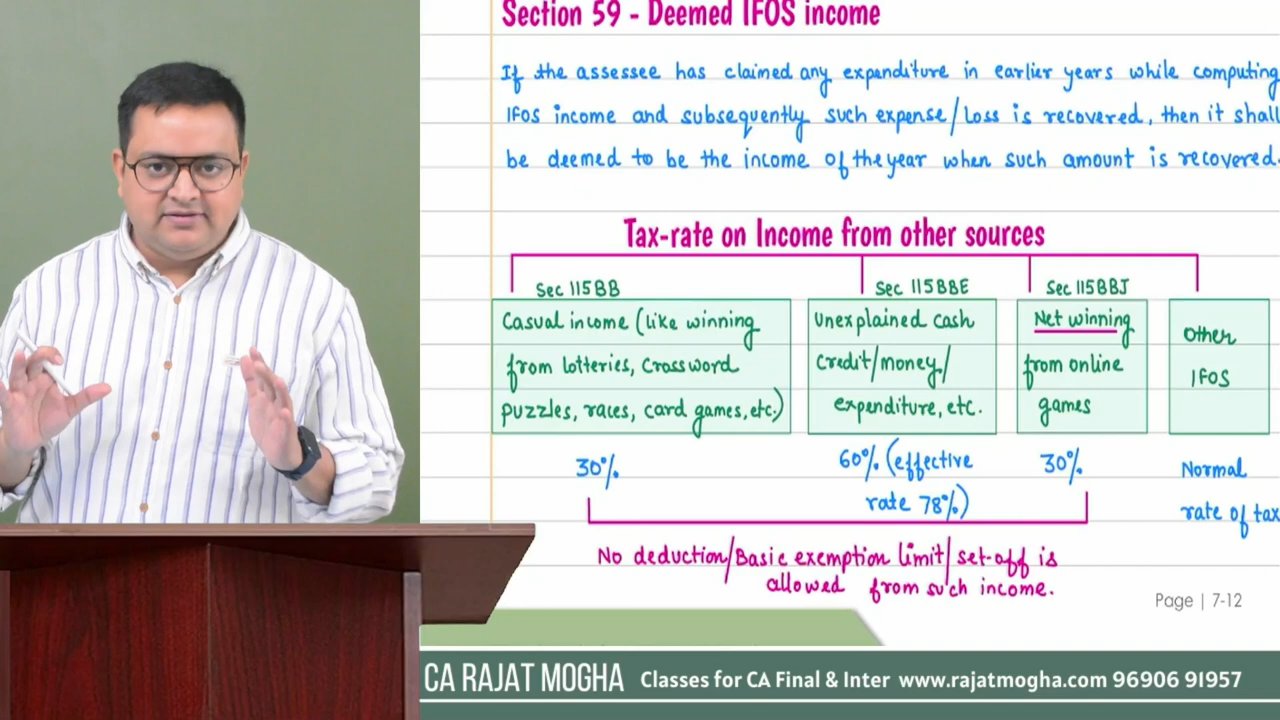 Section 59 - Deemed IFOS income
If the assessee has claimed any expenditure in earlier years while computing
IFOS income and subsequently such expense/Loss is recovered, then it shall
be deemed to be the income of the year when such amount is recovered.
Tax-rate on Income from other sources
Sec 115BB
Casual income (like winning
from lotteries, crossword
puzzles, races, card games, etc.)
30%
Sec 115BBE
Unexplained cash
credit/money/
expenditure, etc.
60% (effective
rate 78%)
Sec 115BBJ
Net winning
from online
games
30%
Other
IFOS
Normal
rate of tax
No deduction/Basic exemption limit/set-off is
allowed from such income.
Page | 7-12
CA RAJAT MOGHA Classes for CA Final & Inter www.rajatmogha.com 96906 91957